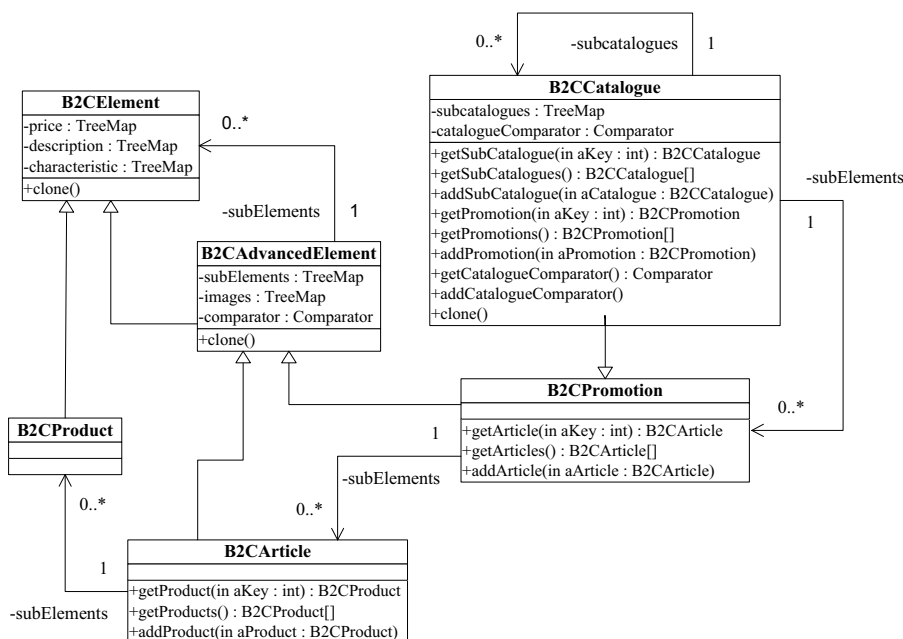 0..*
-subcatalogues
1
B2CCatalogue
-subcatalogues : TreeMap
-catalogueComparator : Comparator
+getSubCatalogue(in aKey : int) : B2CCatalogue
+getSubCatalogues() : B2CCatalogue[]
+addSubCatalogue(in aCatalogue : B2CCatalogue)
+getPromotion(in aKey : int) : B2CPromotion
+getPromotions() : B2CPromotion[]
+addPromotion(in aPromotion : B2CPromotion)
+getCatalogueComparator() : Comparator
+addCatalogueComparator()
+clone()
B2CElement
-price : TreeMap
-description : TreeMap
-characteristic : TreeMap
+clone()
0..*
-subElements
1
-subElements
1
0..*
B2CAdvancedElement
-subElements : TreeMap
-images : TreeMap
-comparator : Comparator
+clone()
B2CPromotion
+getArticle(in aKey : int) : B2CArticle
+getArticles() : B2CArticle[]
+addArticle(in aArticle : B2CArticle)
1
-subElements
0..*
B2CProduct
0..*
1
-subElements
B2CArticle
+getProduct(in aKey : int) : B2CProduct
+getProducts() : B2CProduct[]
+addProduct(in aProduct : B2CProduct)